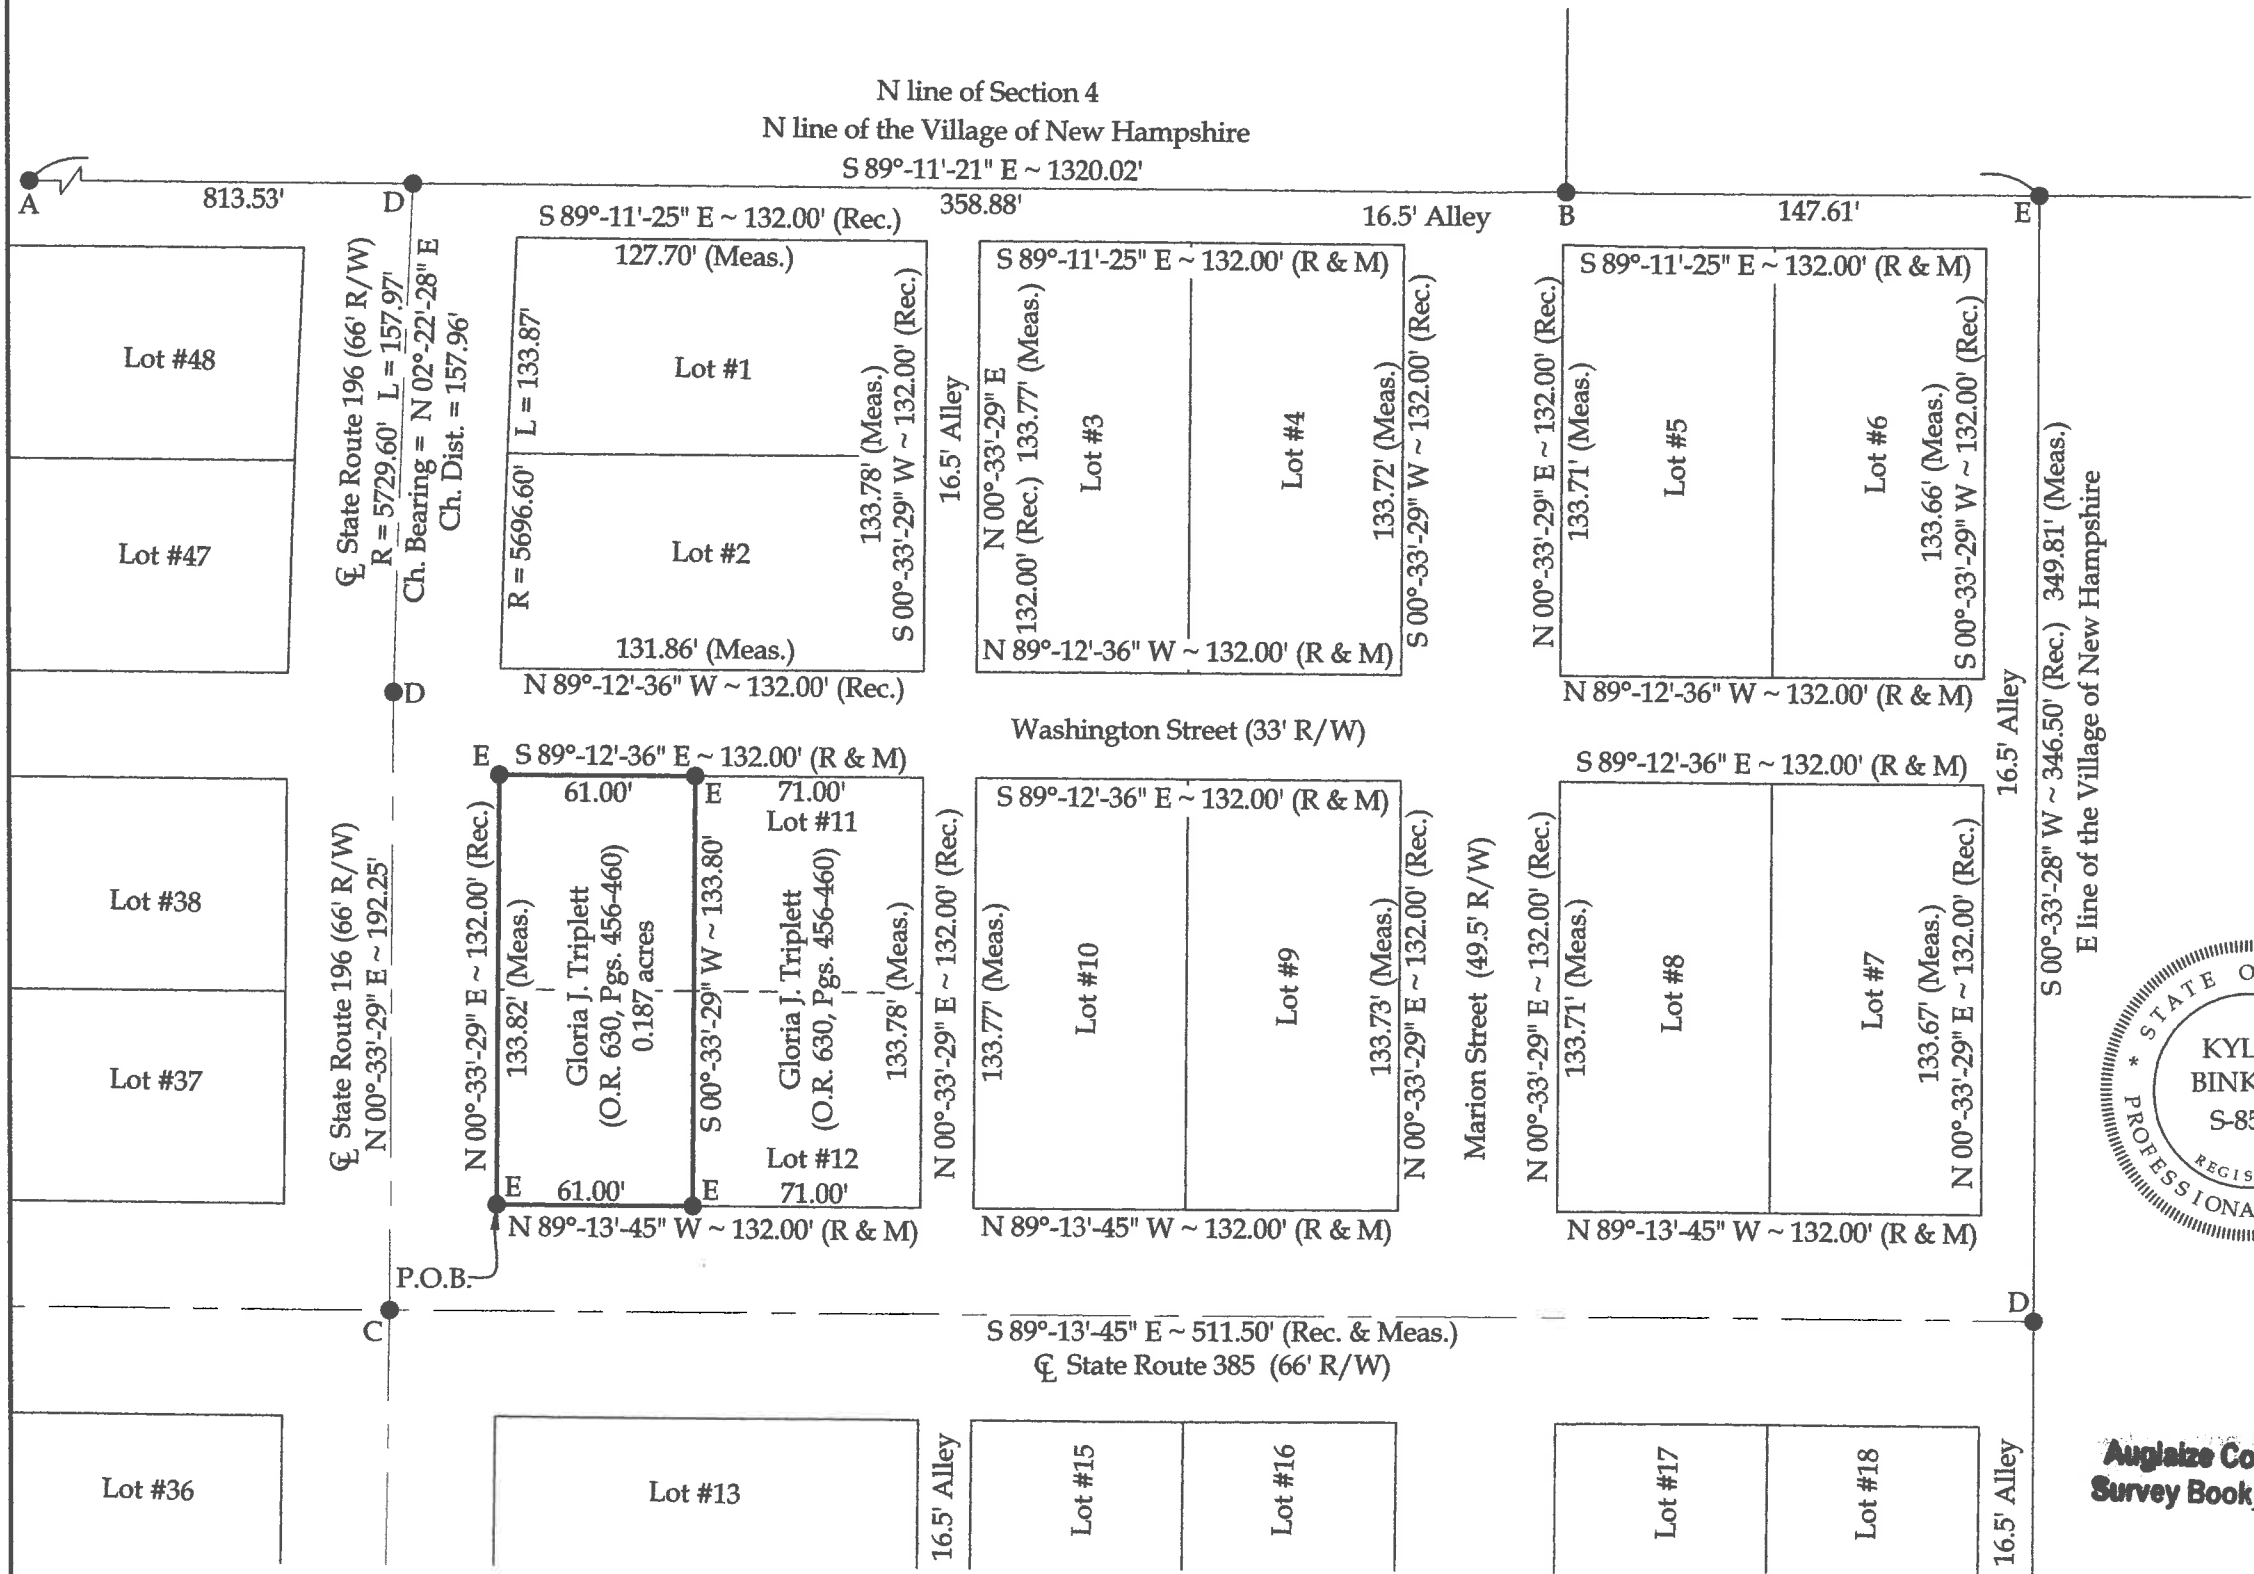 N line of Section 4
N line of the Village of New Hampshire
S 89°-11'-21" E ~ 1320.02'
A
813.53'
D
358.88'
16.5' Alley
B
147.61'
E
S 89°-11'-25" E ~ 132.00' (Rec.)
127.70' (Meas.)
S 89°-11'-25" E ~ 132.00' (R & M)
S 89°-11'-25" E ~ 132.00' (R & M)
Lot #48
℄ State Route 196 (66' R/W)
R = 5729.60' L = 157.97'
Ch. Bearing = N 02°-22'-28" E
Ch. Dist. = 157.96'
R = 5696.60' L = 133.87'
Lot #1
133.78' (Meas.)
S 00°-33'-29" W ~ 132.00' (Rec.)
16.5' Alley
N 00°-33'-29" E
132.00' (Rec.) 133.77' (Meas.)
Lot #3
Lot #4
133.72' (Meas.)
S 00°-33'-29" W ~ 132.00' (Rec.)
N 00°-33'-29" E ~ 132.00' (Rec.)
133.71' (Meas.)
Lot #5
Lot #6
133.66' (Meas.)
S 00°-33'-29" W ~ 132.00' (Rec.)
16.5' Alley
S 00°-33'-28" W ~ 346.50' (Rec.) 349.81' (Meas.)
E line of the Village of New Hampshire
Lot #47
Lot #2
131.86' (Meas.)
N 89°-12'-36" W ~ 132.00' (Rec.)
N 89°-12'-36" W ~ 132.00' (R & M)
N 89°-12'-36" W ~ 132.00' (R & M)
D
Washington Street (33' R/W)
E
S 89°-12'-36" E ~ 132.00' (R & M)
61.00'
E
71.00'
Lot #11
S 89°-12'-36" E ~ 132.00' (R & M)
S 89°-12'-36" E ~ 132.00' (R & M)
Lot #38
℄ State Route 196 (66' R/W)
N 00°-33'-29" E ~ 192.25'
N 00°-33'-29" E ~ 132.00' (Rec.)
133.82' (Meas.)
Gloria J. Triplett
(O.R. 630, Pgs. 456-460)
0.187 acres
S 00°-33'-29" W ~ 133.80'
Gloria J. Triplett
(O.R. 630, Pgs. 456-460)
133.78' (Meas.)
N 00°-33'-29" E ~ 132.00' (Rec.)
133.77' (Meas.)
Lot #10
Lot #9
133.73' (Meas.)
N 00°-33'-29" E ~ 132.00' (Rec.)
Marion Street (49.5' R/W)
N 00°-33'-29" E ~ 132.00' (Rec.)
133.71' (Meas.)
Lot #8
Lot #7
133.67' (Meas.)
N 00°-33'-29" E ~ 132.00' (Rec.)
Lot #37
Lot #12
E
61.00'
E
71.00'
N 89°-13'-45" W ~ 132.00' (R & M)
N 89°-13'-45" W ~ 132.00' (R & M)
N 89°-13'-45" W ~ 132.00' (R & M)
P.O.B.
C
D
S 89°-13'-45" E ~ 511.50' (Rec. & Meas.)
℄ State Route 385 (66' R/W)
* STATE O
KYL
BINK
S-85
REGIS
PROFESSIONA
Lot #36
Lot #13
16.5' Alley
Lot #15
Lot #16
Lot #17
Lot #18
16.5' Alley
Auglaize Co
Survey Book